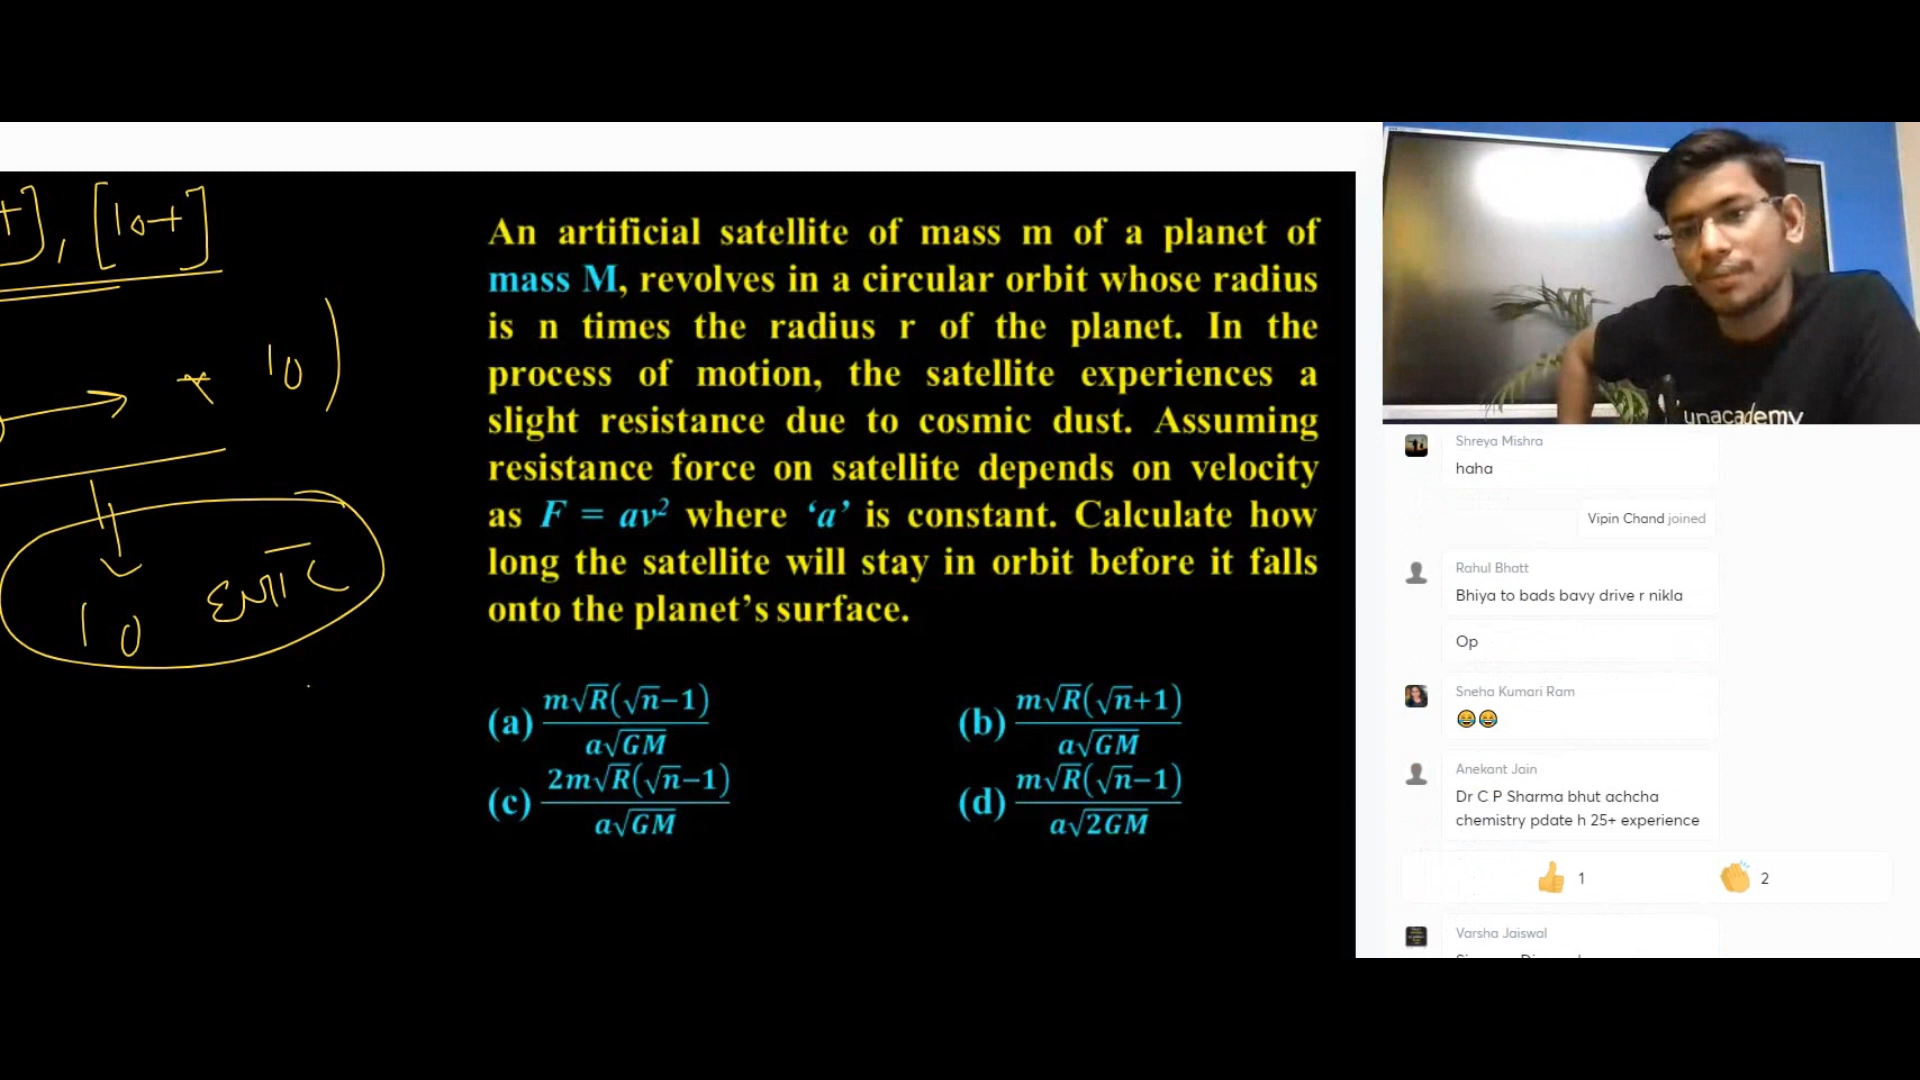 [10-t]
10
10 एनाद
An artificial satellite of mass m of a planet of
mass M, revolves in a circular orbit whose radius
is n times the radius r of the planet. In the
process of motion, the satellite experiences a
slight resistance due to cosmic dust. Assuming
resistance force on satellite depends on velocity
as F = av² where ‘a’ is constant. Calculate how
long the satellite will stay in orbit before it falls
onto the planet’s surface.
(a) m√R(√n−1) / a√GM
(b) m√R(√n+1) / a√GM
(c) 2m√R(√n−1) / a√GM
(d) m√R(√n−1) / a√2GM
unacademy
Shreya Mishra
haha
Vipin Chand joined
Rahul Bhatt
Bhiya to bads bavy drive r nikla
Op
Sneha Kumari Ram
😂😂
Anekant Jain
Dr C P Sharma bhut achcha
chemistry pdate h 25+ experience
👍 1
👏 2
Varsha Jaiswal